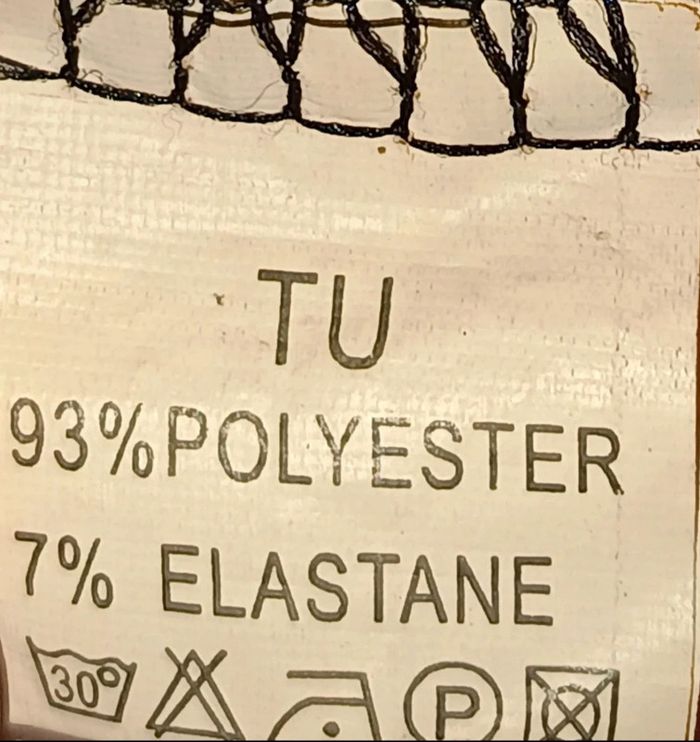 TU
93%POLYESTER
7% ELASTANE
30° P